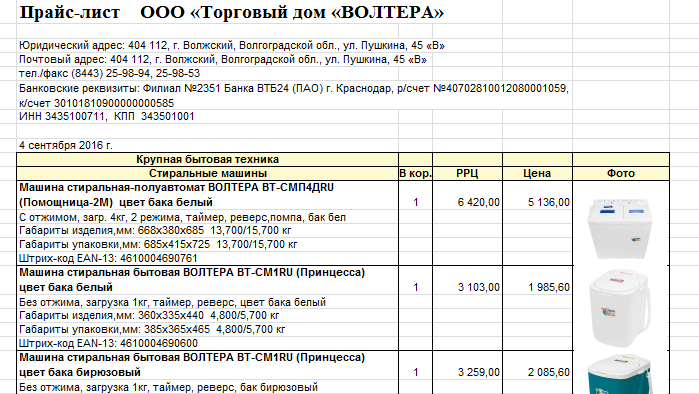 Прайс-лист ООО «Торговый дом «ВОЛТЕРА»
Юридический адрес: 404 112, г. Волжский, Волгоградской обл., ул. Пушкина, 45 «В»
Почтовый адрес: 404 112, г. Волжский, Волгоградской обл., ул. Пушкина, 45 «В»
тел./факс (8443) 25-98-94, 25-98-53
Банковские реквизиты: Филиал №2351 Банка ВТБ24 (ПАО) г. Краснодар, р/счет №40702810012080001059,
к/счет 30101810900000000585
ИНН 3435100711, КПП 343501001
4 сентября 2016 г.
Крупная бытовая техника
Стиральные машины В кор. РРЦ Цена Фото
Машина стиральная-полуавтомат ВОЛТЕРА ВТ-СМП4ДRU
(Помощница-2М) цвет бака белый 1 6 420,00 5 136,00
С отжимом, загр. 4кг, 2 режима, таймер, реверс,помпа, бак бел
Габариты изделия,мм: 668х380х685 13,700/15,700 кг
Габариты упаковки,мм: 685х415х725 13,700/15,700 кг
Штрих-код EAN-13: 4610004690761
Машина стиральная бытовая ВОЛТЕРА ВТ-СМ1RU (Принцесса)
цвет бака белый 1 3 103,00 1 985,60
Без отжима, загрузка 1кг, таймер, реверс, цвет бака белый
Габариты изделия,мм: 360х335х440 4,800/5,700 кг
Габариты упаковки,мм: 385х365х465 4,800/5,700 кг
Штрих-код EAN-13: 4610004690600
Машина стиральная бытовая ВОЛТЕРА ВТ-СМ1RU (Принцесса)
цвет бака бирюзовый 1 3 259,00 2 085,60
Без отжима, загрузка 1кг, таймер, реверс, бак бирюзовый